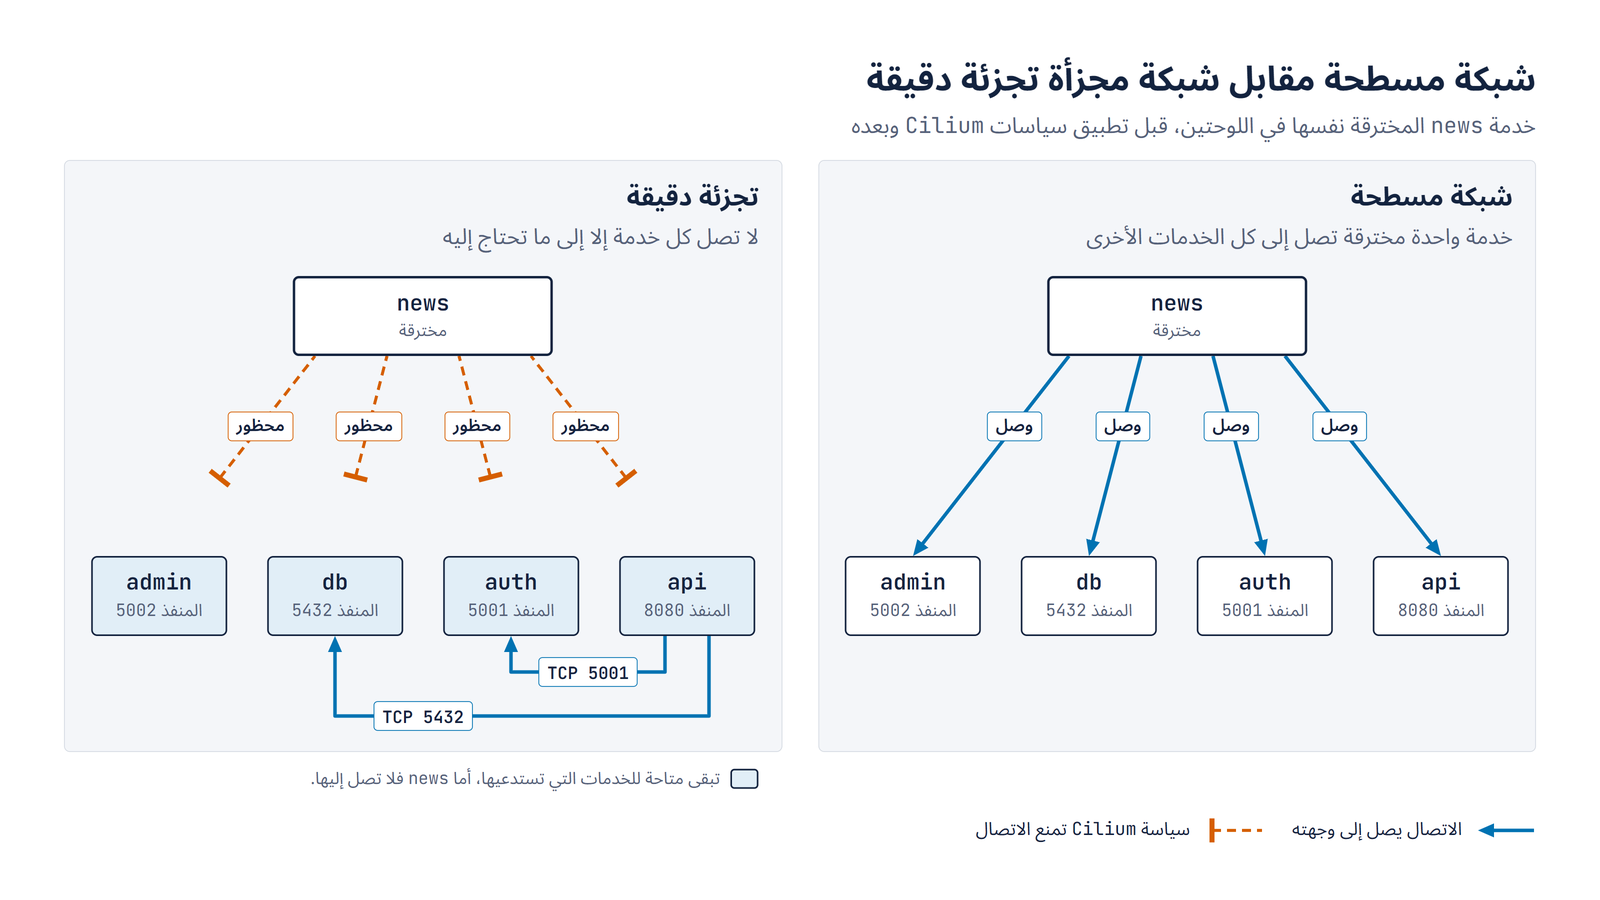 شبكة مسطحة مقابل شبكة مجزأة تجزئة دقيقة
خدمة news المخترقة نفسها في اللوحتين، قبل تطبيق سياسات Cilium وبعده
شبكة مسطحة
خدمة واحدة مخترقة تصل إلى كل الخدمات الأخرى
news
مخترقة
وصل
وصل
وصل
وصل
api
المنفذ 8080
auth
المنفذ 5001
db
المنفذ 5432
admin
المنفذ 5002
تجزئة دقيقة
لا تصل كل خدمة إلا إلى ما تحتاج إليه
news
مخترقة
محظور
محظور
محظور
محظور
api
المنفذ 8080
auth
المنفذ 5001
db
المنفذ 5432
admin
المنفذ 5002
TCP 5001
TCP 5432
تبقى متاحة للخدمات التي تستدعيها، أما news فلا تصل إليها.
الاتصال يصل إلى وجهته
سياسة Cilium تمنع الاتصال